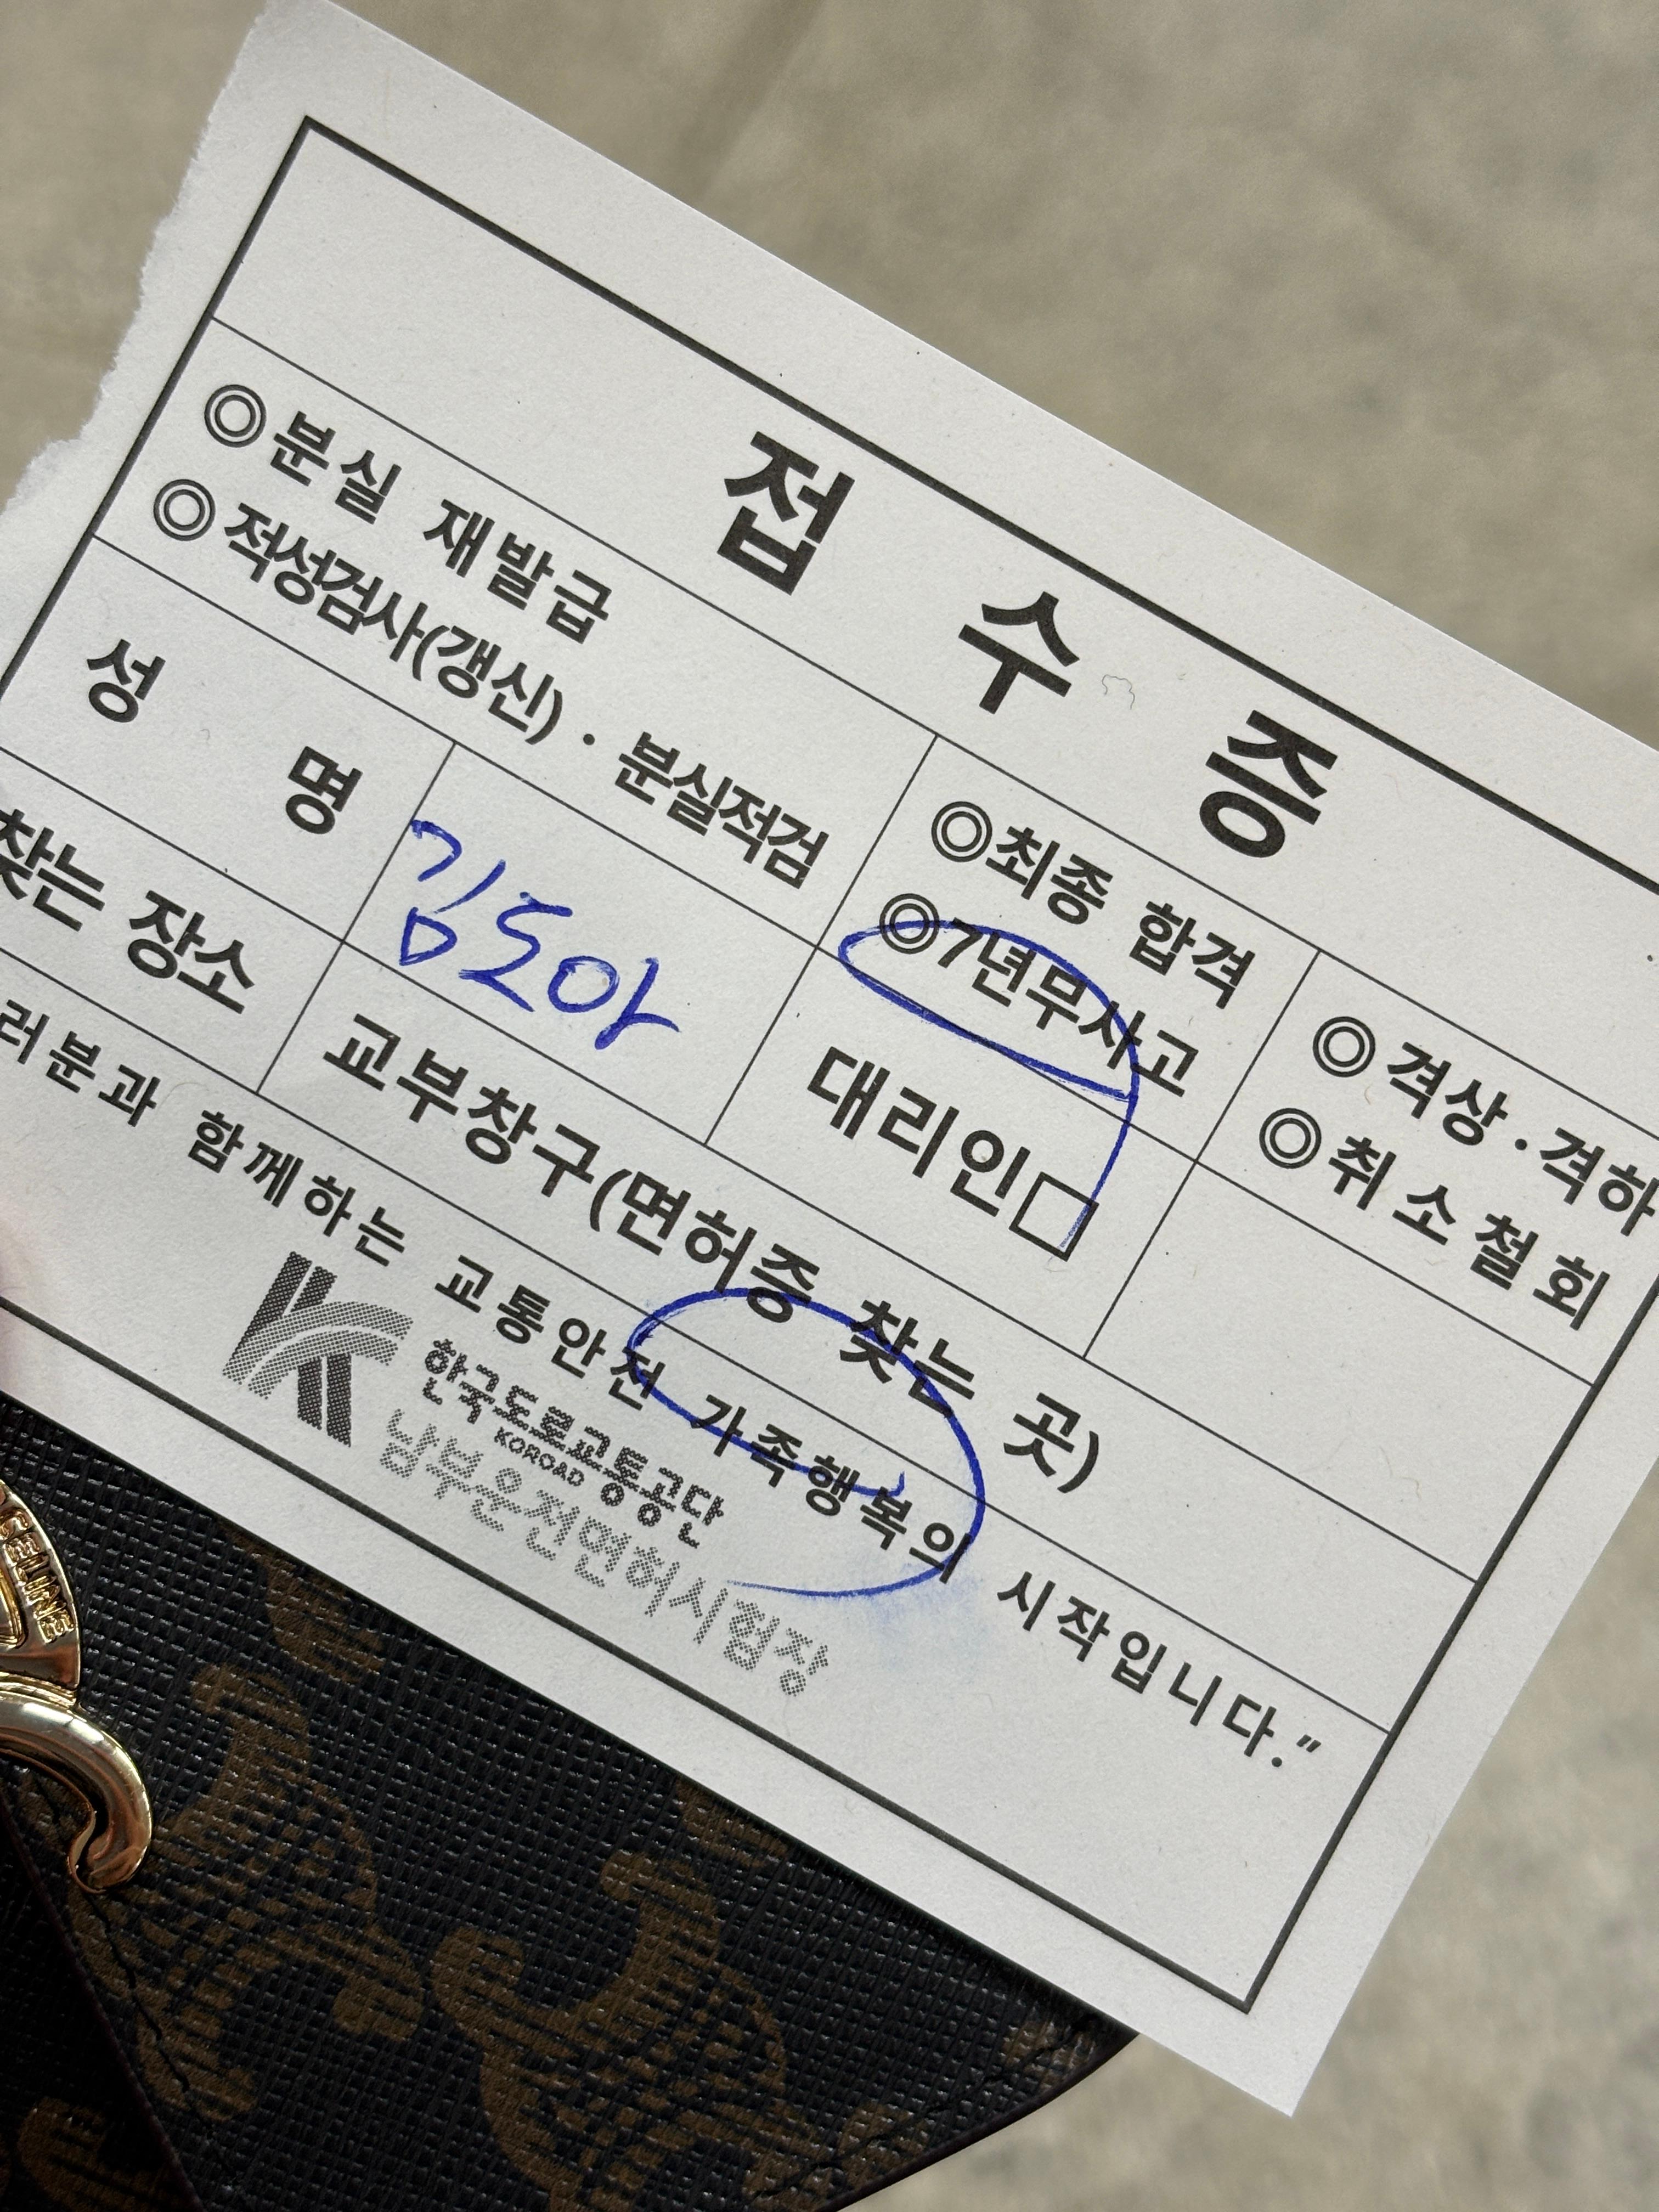 접 수 증
◎ 분실 재발급
◎ 적성검사(갱신)·분실적검
◎최종 합격
◎7년무사고
◎ 격상·격하
◎ 취소철회
성 명
김도아
대리인□
찾는 장소
교부창구(면허증 찾는 곳)
러분과 함께하는 교통안전 가족행복의 시작입니다."
한국도로교통공단
KOROAD
남부운전면허시험장
CELINE